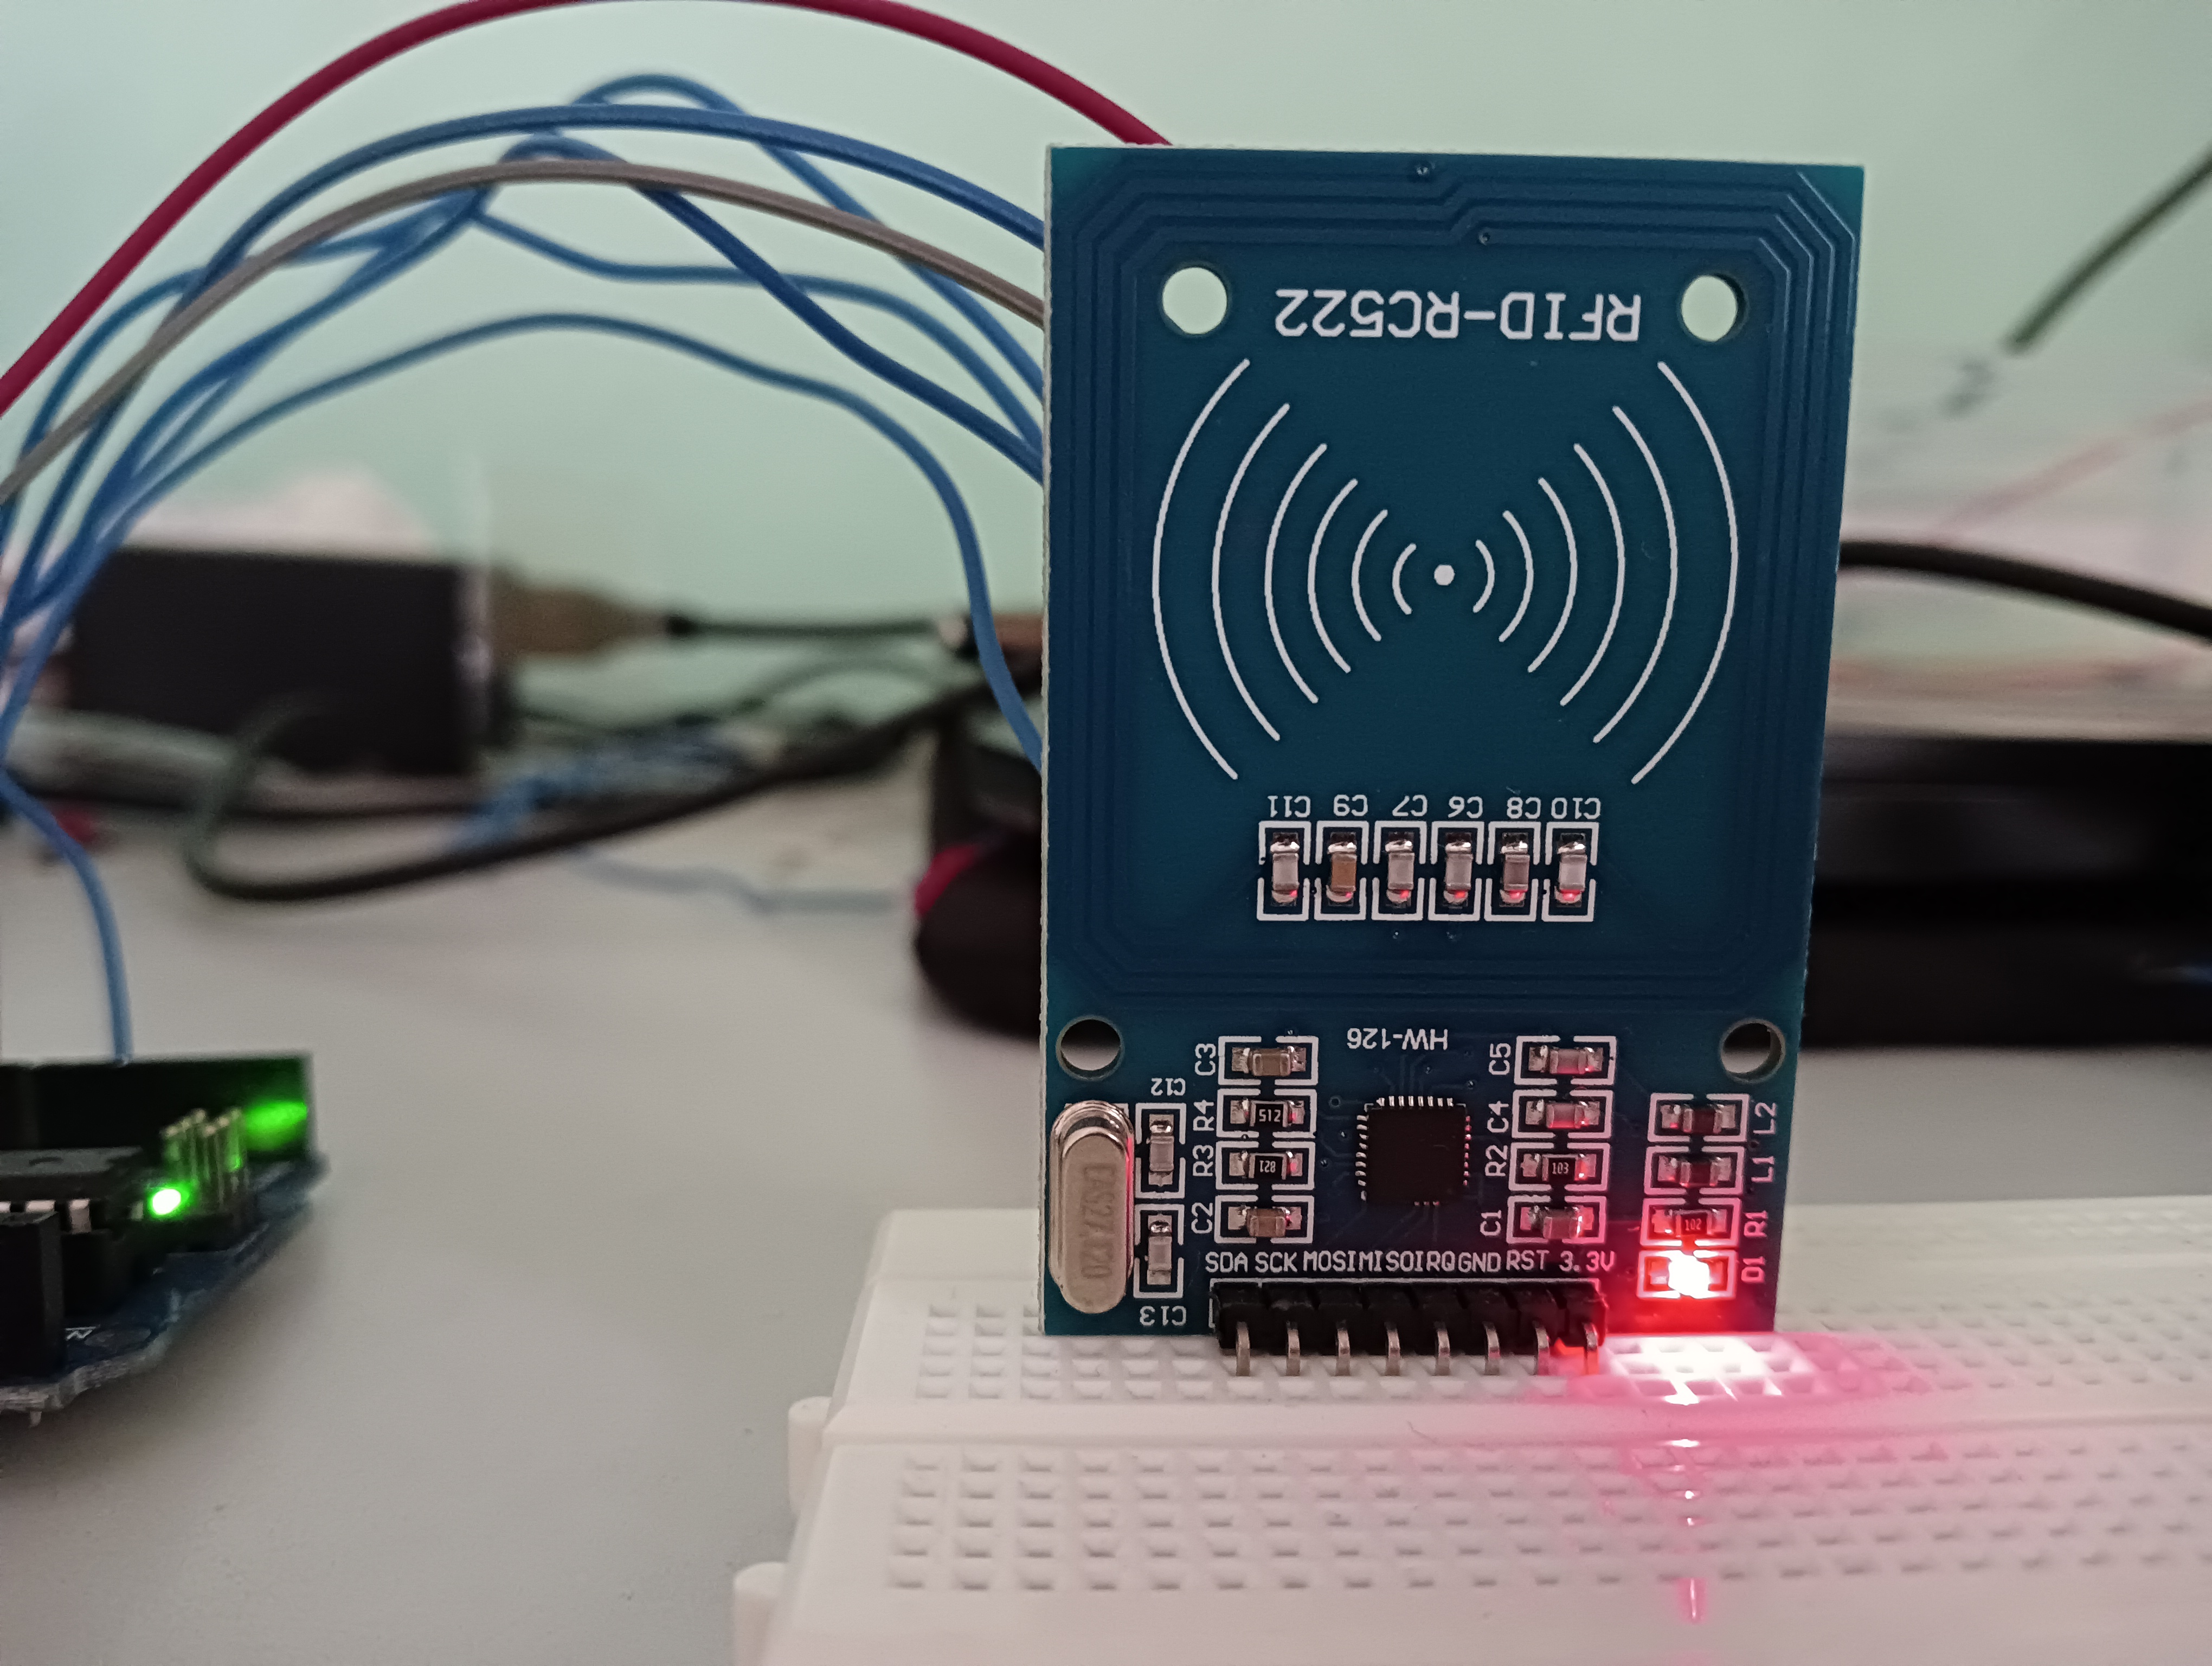 RFID-RC522
C11 C9 C7 C6 C8 C10
HW-126
C3
C5
C12
R4
512
C4
L2
R3
821
R2
103
L1
C2
C1
R1
102
SDA SCK MOSI MISO IRQ GND RST 3.3V
D1
C13